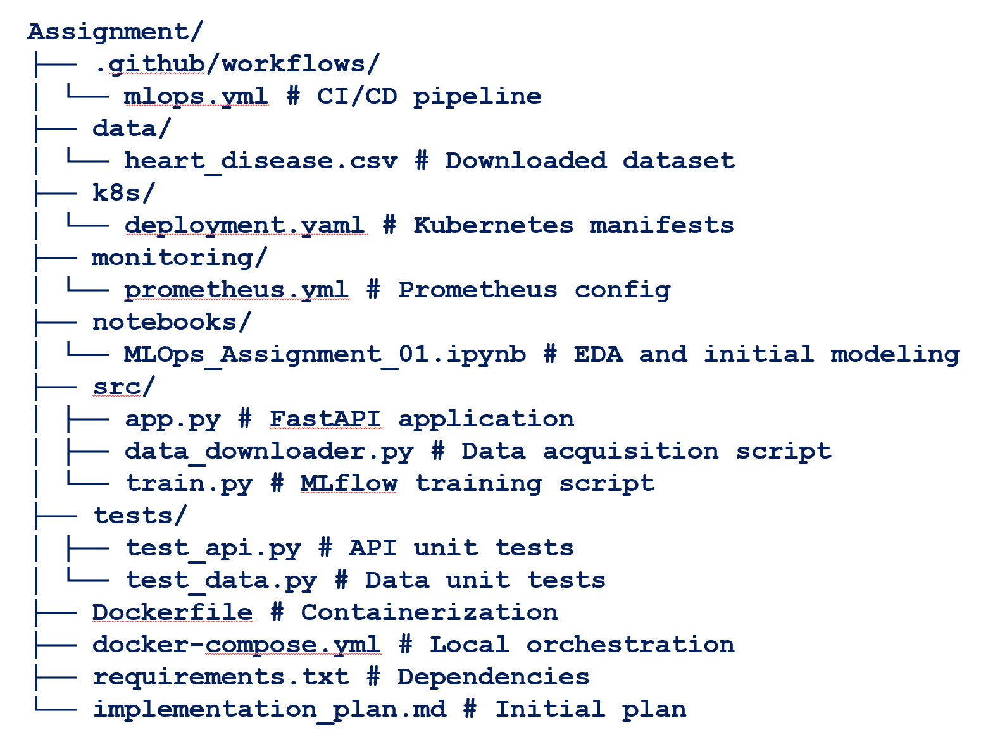 Assignment/
├── .github/workflows/
│ └── mlops.yml # CI/CD pipeline
├── data/
│ └── heart_disease.csv # Downloaded dataset
├── k8s/
│ └── deployment.yaml # Kubernetes manifests
├── monitoring/
│ └── prometheus.yml # Prometheus config
├── notebooks/
│ └── MLOps_Assignment_01.ipynb # EDA and initial modeling
├── src/
│ ├── app.py # FastAPI application
│ ├── data_downloader.py # Data acquisition script
│ └── train.py # MLflow training script
├── tests/
│ ├── test_api.py # API unit tests
│ └── test_data.py # Data unit tests
├── Dockerfile # Containerization
├── docker-compose.yml # Local orchestration
├── requirements.txt # Dependencies
└── implementation_plan.md # Initial plan